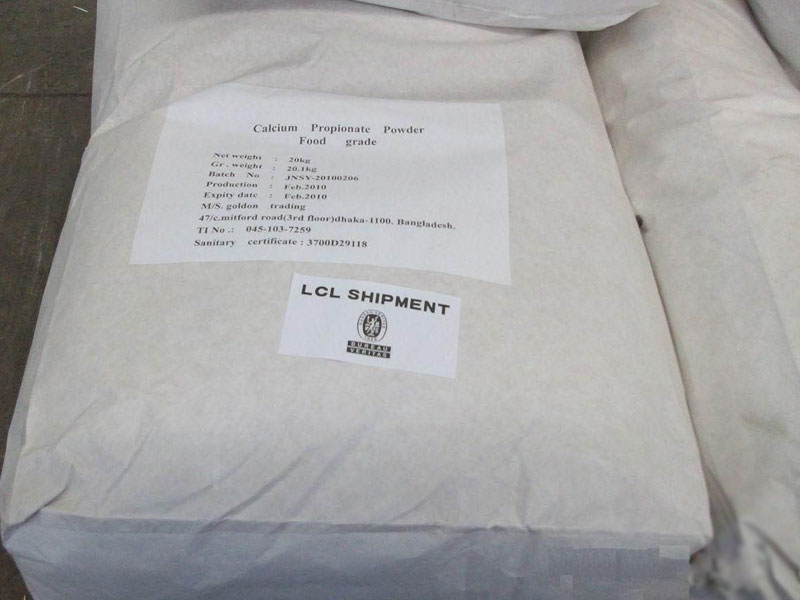 Calcium Propionate Powder
Food grade
Net weight : 20kg
Gr. weight : 20.1kg
Batch No : JNSY-20100206
Production : Feb.2010
Expity date : Feb.2010
M/S. goldon trading
47/c.mitford road(3rd floor)dhaka-1100, Bangladesh.
TI No .: 045-103-7259
Sanitary certificate : 3700D29118
LCL SHIPMENT
BUREAU
VERITAS